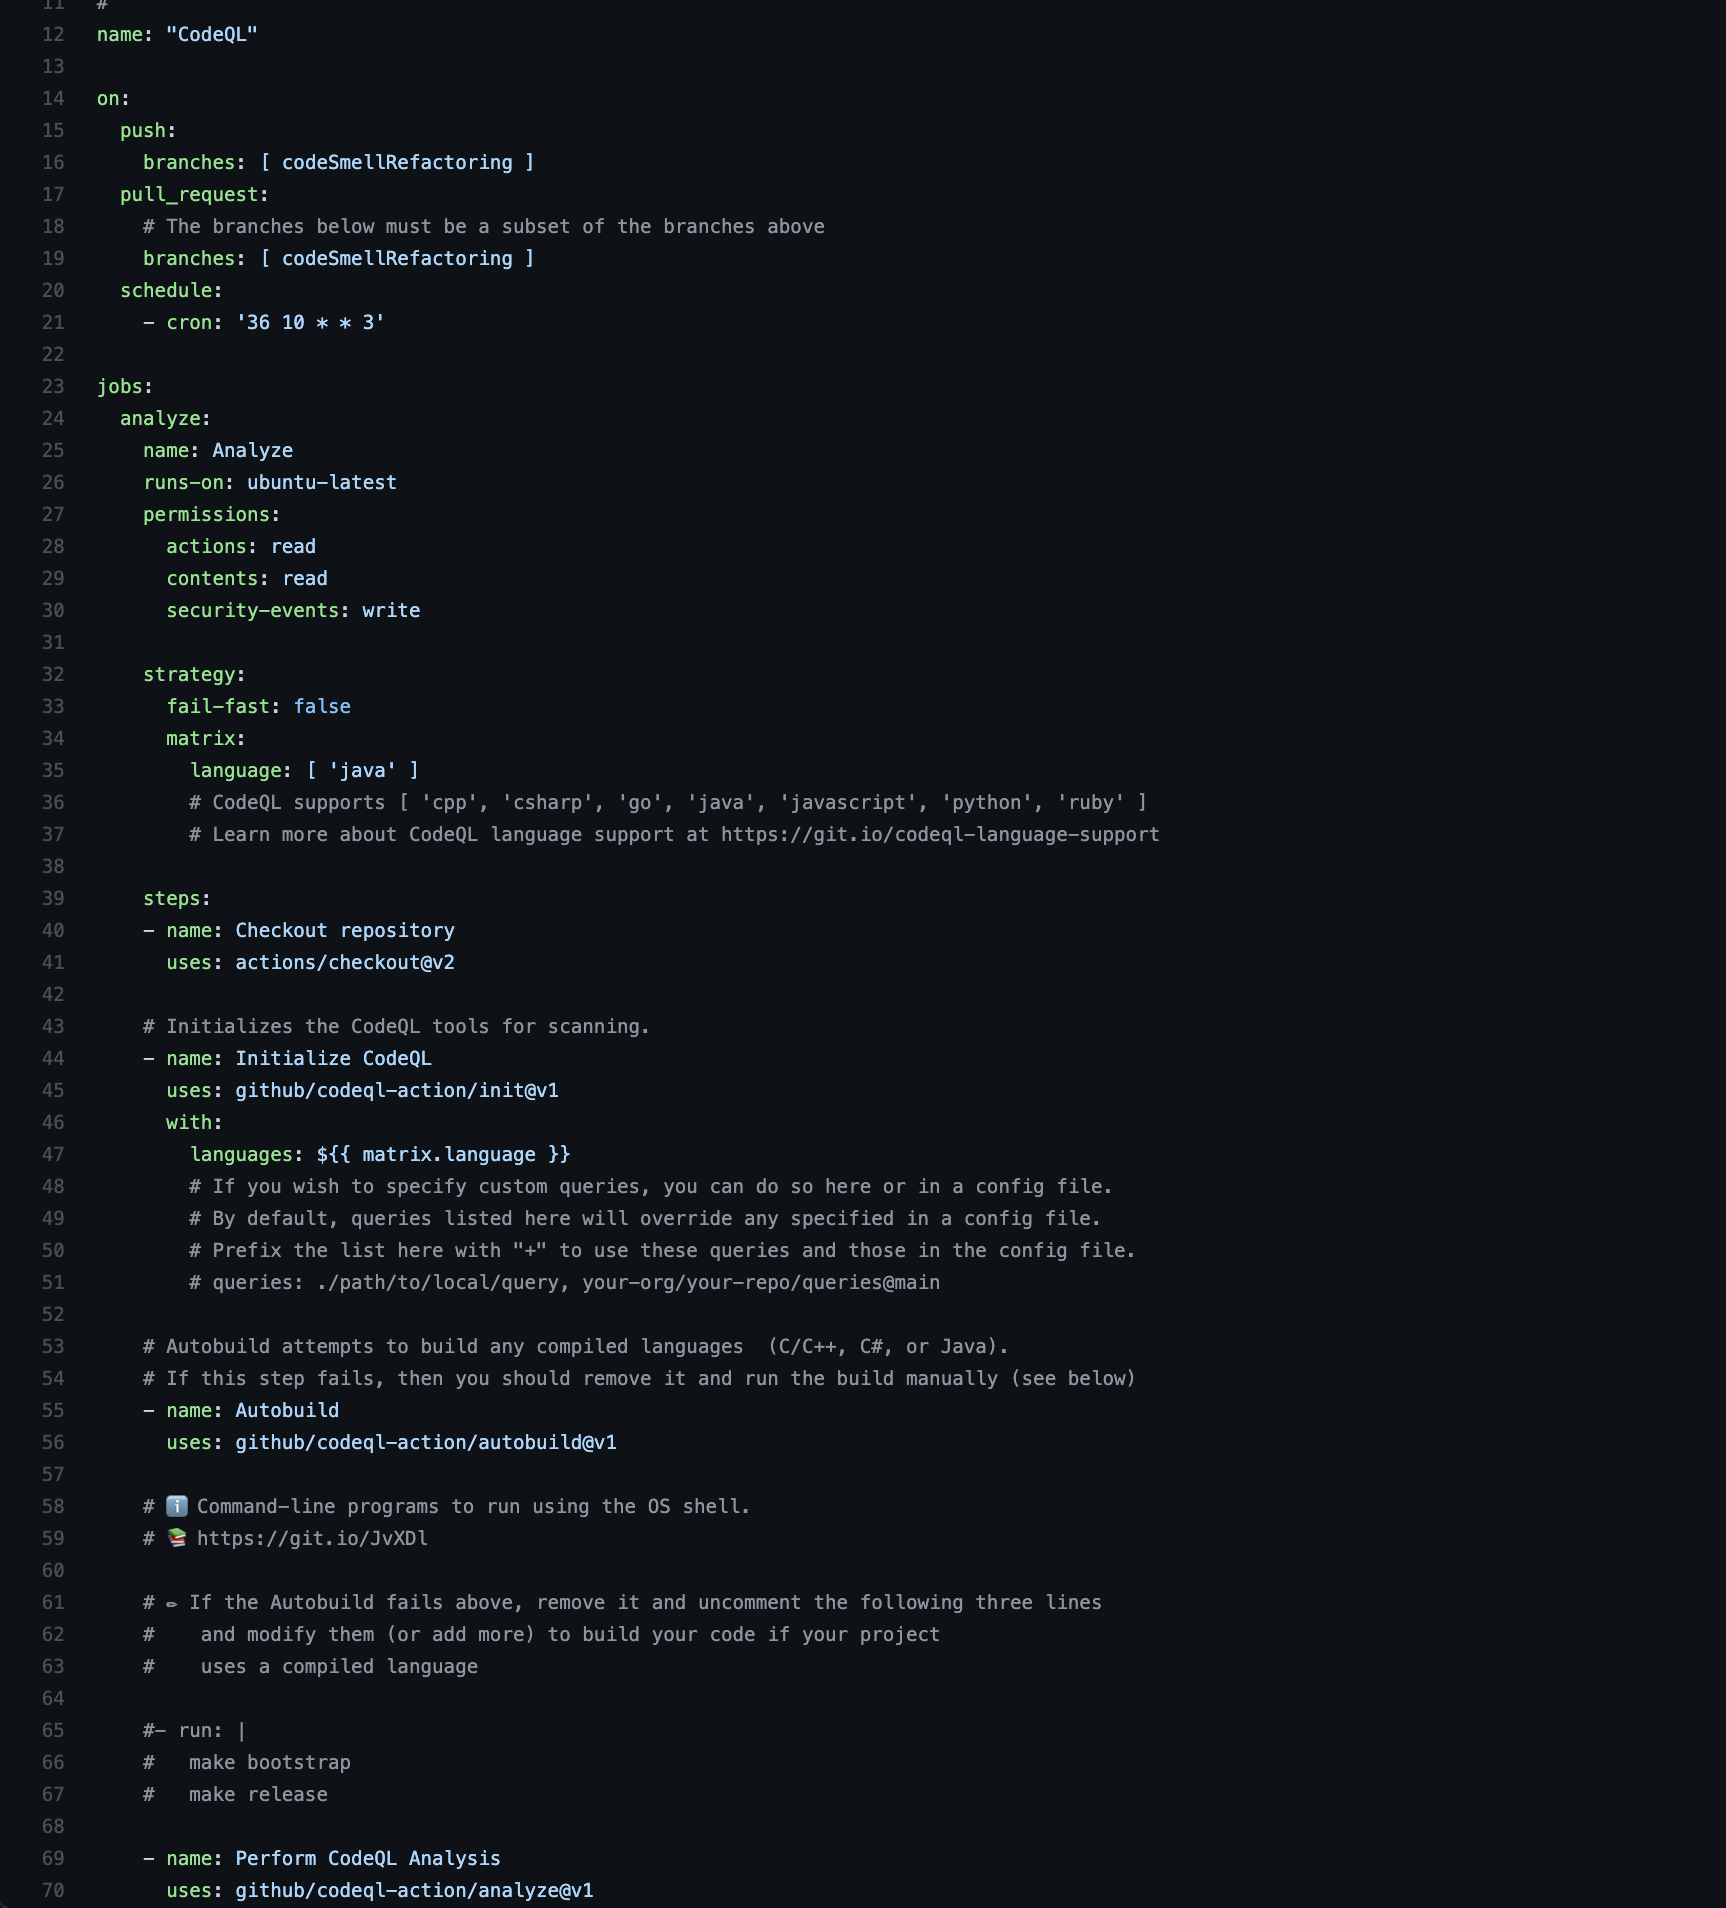 11 #
12 name: "CodeQL"
13
14 on:
15   push:
16     branches: [ codeSmellRefactoring ]
17   pull_request:
18     # The branches below must be a subset of the branches above
19     branches: [ codeSmellRefactoring ]
20   schedule:
21     - cron: '36 10 * * 3'
22
23 jobs:
24   analyze:
25     name: Analyze
26     runs-on: ubuntu-latest
27     permissions:
28       actions: read
29       contents: read
30       security-events: write
31
32     strategy:
33       fail-fast: false
34       matrix:
35         language: [ 'java' ]
36         # CodeQL supports [ 'cpp', 'csharp', 'go', 'java', 'javascript', 'python', 'ruby' ]
37         # Learn more about CodeQL language support at https://git.io/codeql-language-support
38
39     steps:
40     - name: Checkout repository
41       uses: actions/checkout@v2
42
43     # Initializes the CodeQL tools for scanning.
44     - name: Initialize CodeQL
45       uses: github/codeql-action/init@v1
46       with:
47         languages: ${{ matrix.language }}
48         # If you wish to specify custom queries, you can do so here or in a config file.
49         # By default, queries listed here will override any specified in a config file.
50         # Prefix the list here with "+" to use these queries and those in the config file.
51         # queries: ./path/to/local/query, your-org/your-repo/queries@main
52
53     # Autobuild attempts to build any compiled languages  (C/C++, C#, or Java).
54     # If this step fails, then you should remove it and run the build manually (see below)
55     - name: Autobuild
56       uses: github/codeql-action/autobuild@v1
57
58     # ℹ️ Command-line programs to run using the OS shell.
59     # 📚 https://git.io/JvXDl
60
61     # ✏️ If the Autobuild fails above, remove it and uncomment the following three lines
62     #    and modify them (or add more) to build your code if your project
63     #    uses a compiled language
64
65     #- run: |
66     #   make bootstrap
67     #   make release
68
69     - name: Perform CodeQL Analysis
70       uses: github/codeql-action/analyze@v1